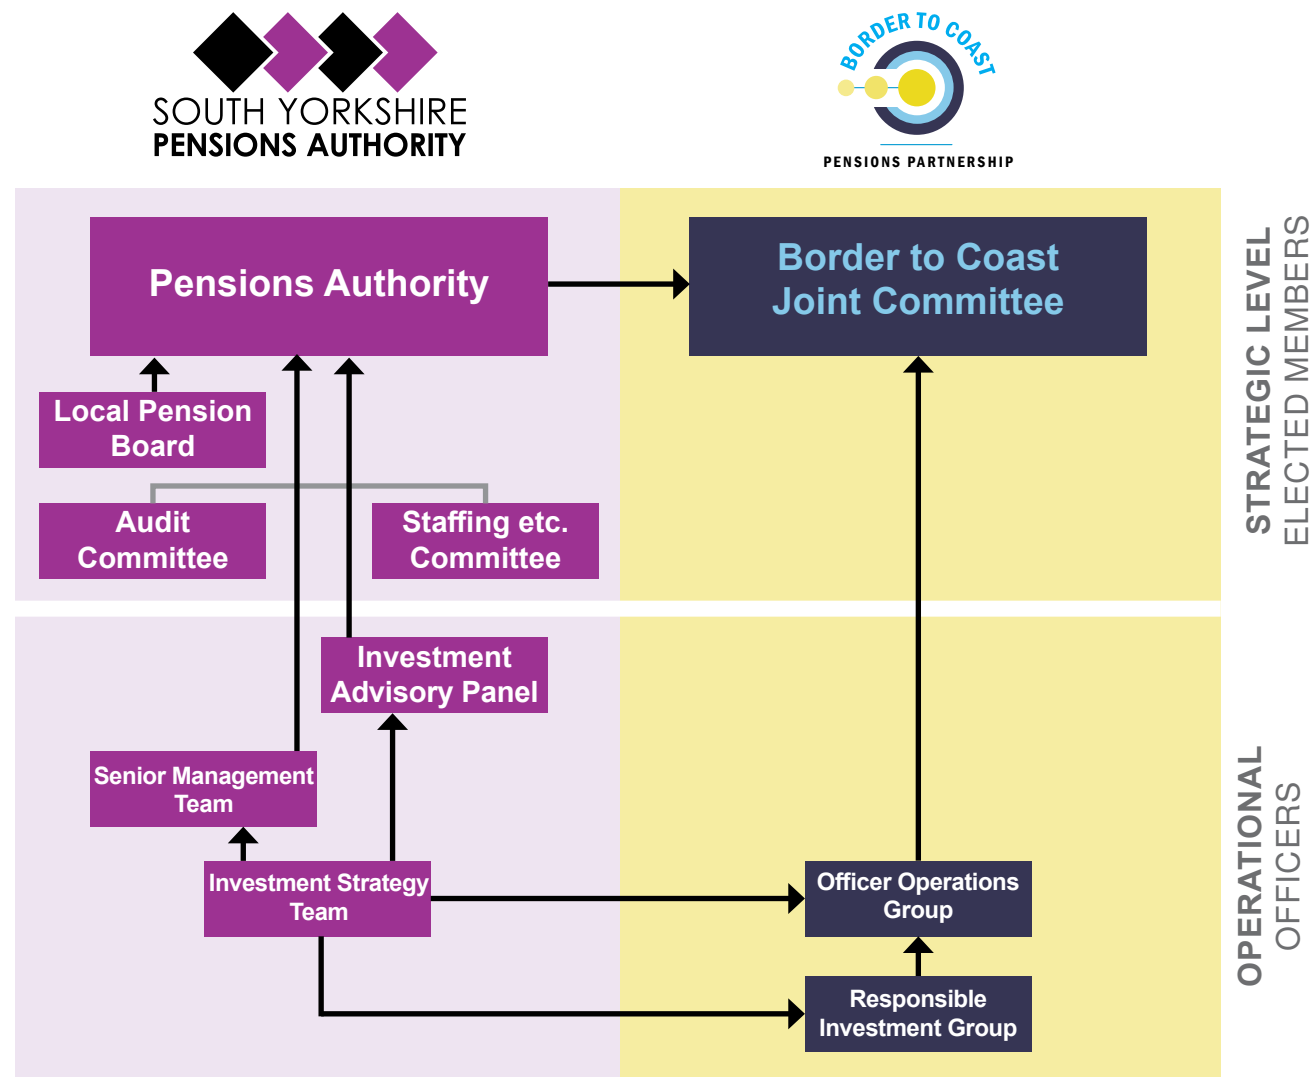 SOUTH YORKSHIRE
PENSIONS AUTHORITY
BORDER TO COAST
PENSIONS PARTNERSHIP
Pensions Authority
Border to Coast
Joint Committee
Local Pension
Board
Audit
Committee
Staffing etc.
Committee
STRATEGIC LEVEL
ELECTED MEMBERS
Investment
Advisory Panel
Senior Management
Team
Investment Strategy
Team
Officer Operations
Group
Responsible
Investment Group
OPERATIONAL
OFFICERS